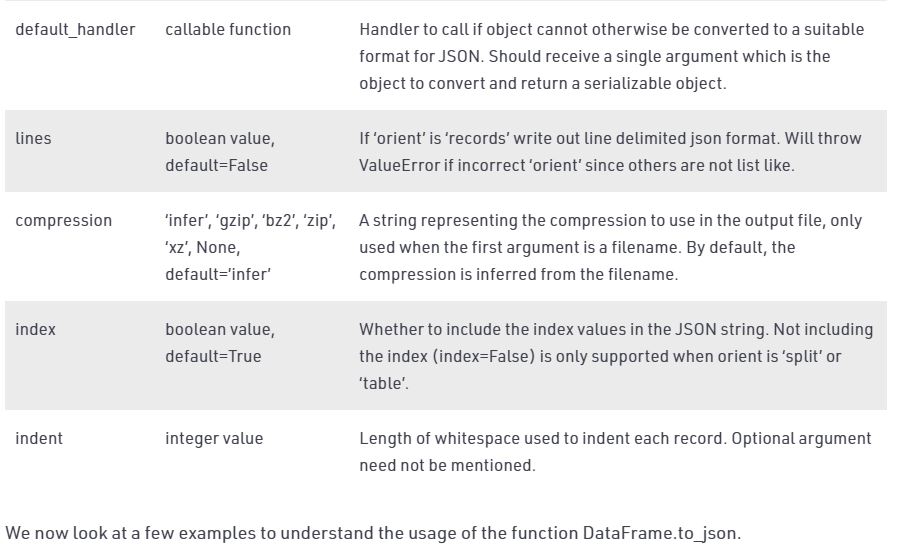 default_handler callable function Handler to call if object cannot otherwise be converted to a suitable
format for JSON. Should receive a single argument which is the
object to convert and return a serializable object.
lines boolean value, If ‘orient’ is ‘records’ write out line delimited json format. Will throw
default=False ValueError if incorrect ‘orient’ since others are not list like.
compression ‘infer’, ‘gzip’, ‘bz2’, ‘zip’, A string representing the compression to use in the output file, only
‘xz’, None, used when the first argument is a filename. By default, the
default=’infer’ compression is inferred from the filename.
index boolean value, Whether to include the index values in the JSON string. Not including
default=True the index (index=False) is only supported when orient is ‘split’ or
‘table’.
indent integer value Length of whitespace used to indent each record. Optional argument
need not be mentioned.
We now look at a few examples to understand the usage of the function DataFrame.to_json.